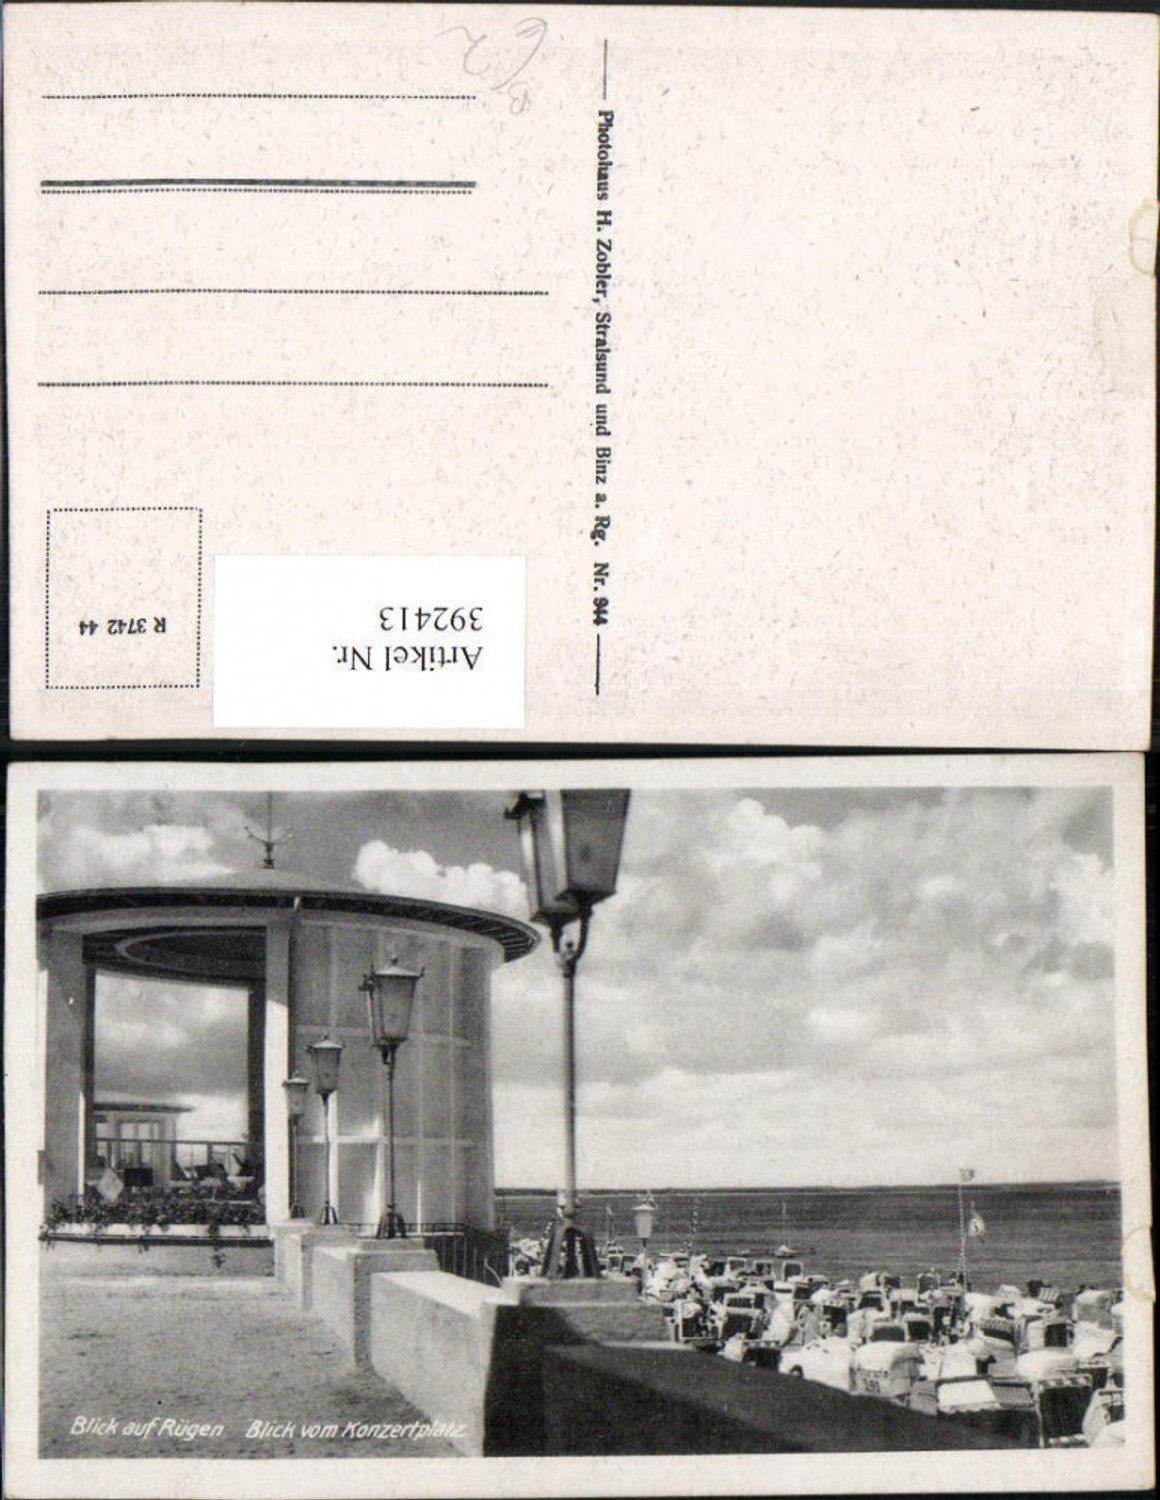 Photohaus H. Zobler, Stralsund und Binz a. Rg. Nr. 944
Artikel Nr.
392413
R 3742 44
Blick auf Rügen Blick vom Konzertplatz